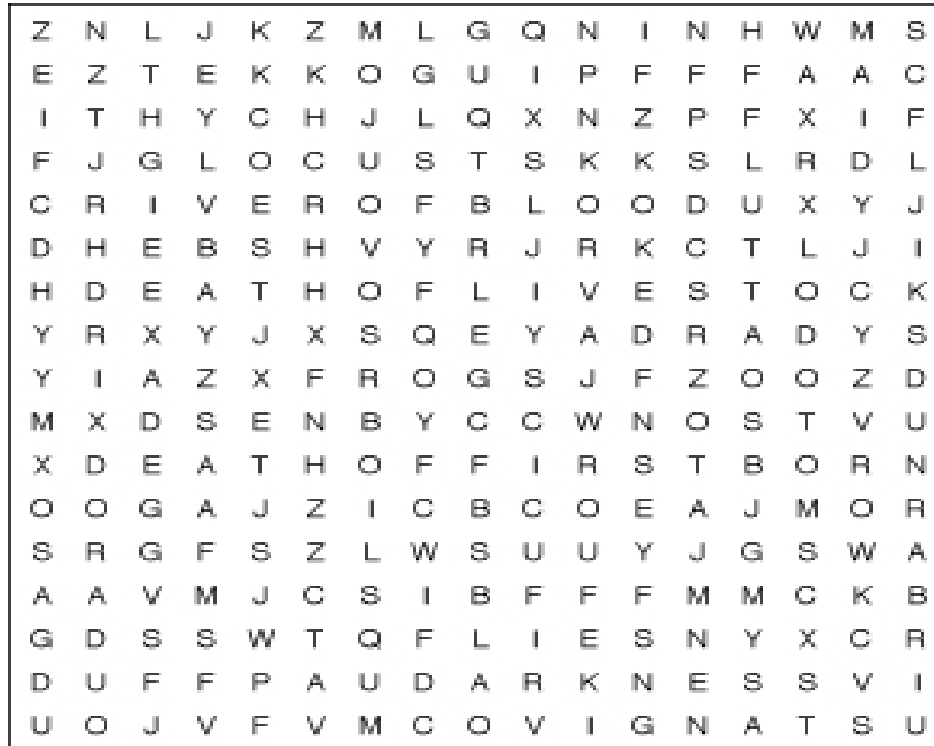 Z N L J K Z M L G Q N I N H W M S
E Z T E K K O G U I P F F F A A C
I T H Y C H J L Q X N Z P F X I F
F J G L O C U S T S K K S L R D L
C R I V E R O F B L O O D U X Y J
D H E B S H V Y R J R K C T L J I
H D E A T H O F L I V E S T O C K
Y R X Y J X S Q E Y A D R A D Y S
Y I A Z X F R O G S J F Z O O Z D
M X D S E N B Y C C W N O S T V U
X D E A T H O F F I R S T B O R N
O O G A J Z I C B C O E A J M O R
S R G F S Z L W S U U Y J G S W A
A A V M J C S I B F F F M M C K B
G D S S W T Q F L I E S N Y X C R
D U F F P A U D A R K N E S S V I
U O J V F V M C O V I G N A T S U